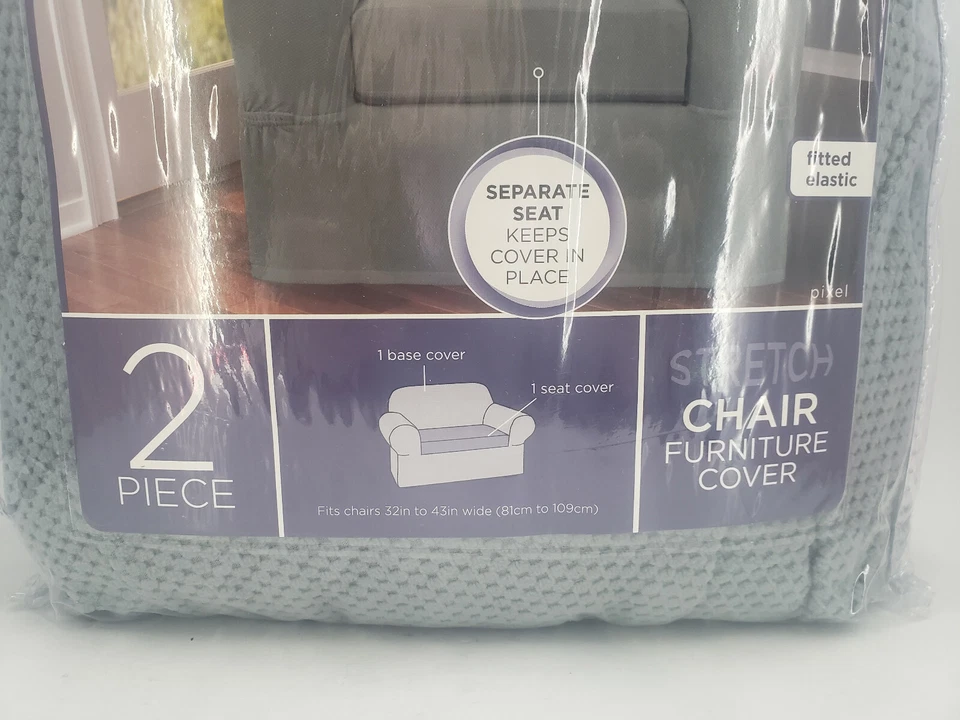 fitted
elastic
SEPARATE
SEAT
KEEPS
COVER IN
PLACE
pixel
2
PIECE
1 base cover
1 seat cover
Fits chairs 32in to 43in wide (81cm to 109cm)
STRETCH
CHAIR
FURNITURE
COVER